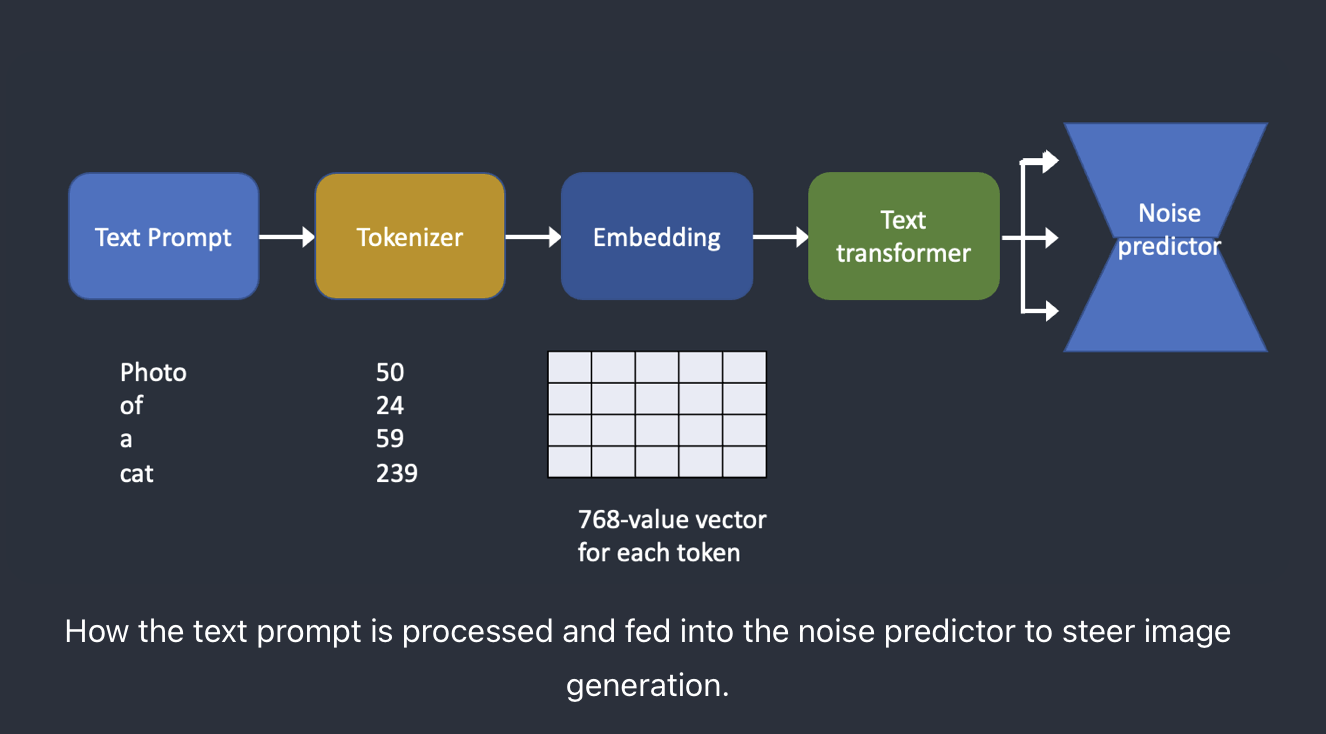 Text Prompt
Tokenizer
Embedding
Text
transformer
Noise
predictor
Photo
of
a
cat
50
24
59
239
768-value vector
for each token
How the text prompt is processed and fed into the noise predictor to steer image
generation.